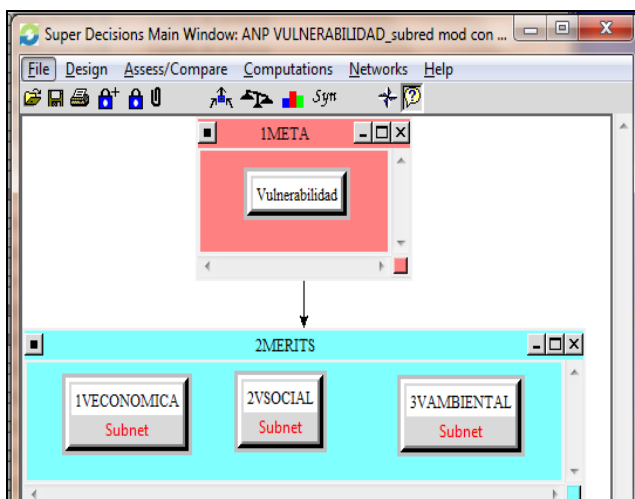 Super Decisions Main Window: ANP VULNERABILIDAD_subred mod con ...
File Design Assess/Compare Computations Networks Help
Syn
1META
Vulnerabilidad
2MERITS
1VECONOMICA
Subnet
2VSOCIAL
Subnet
3VAMBIENTAL
Subnet